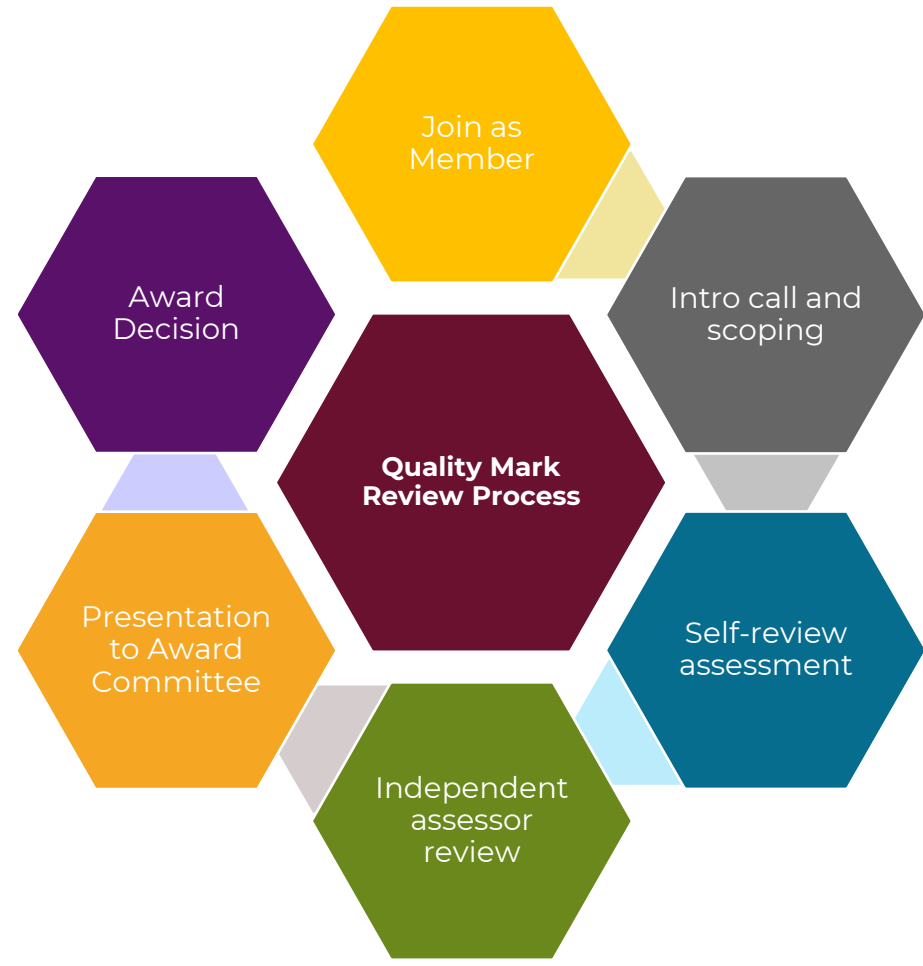 Join as
Member
Intro call and
scoping
Self-review
assessment
Independent
assessor
review
Presentation
to Award
Committee
Award
Decision
Quality Mark
Review Process